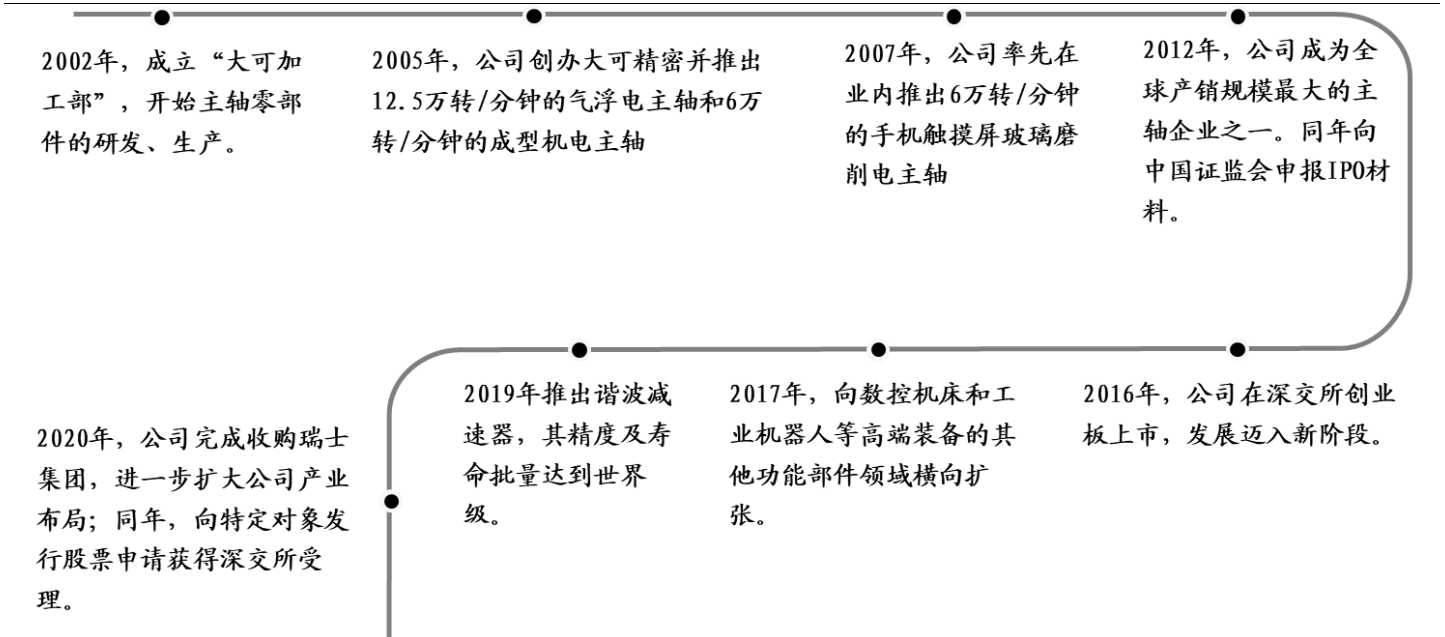 2002年，成立“大可加
工部”，开始主轴零部
件的研发、生产。
2005年，公司创办大可精密并推出
12.5万转/分钟的气浮电主轴和6万
转/分钟的成型机电主轴
2007年，公司率先在
业内推出6万转/分钟
的手机触摸屏玻璃磨
削电主轴
2012年，公司成为全
球产销规模最大的主
轴企业之一。同年向
中国证监会申报IPO材
料。
2016年，公司在深交所创业
板上市，发展迈入新阶段。
2017年，向数控机床和工
业机器人等高端装备的其
他功能部件领域横向扩
张。
2019年推出谐波减
速器，其精度及寿
命批量达到世界
级。
2020年，公司完成收购瑞士
集团，进一步扩大公司产业
布局；同年，向特定对象发
行股票申请获得深交所受
理。